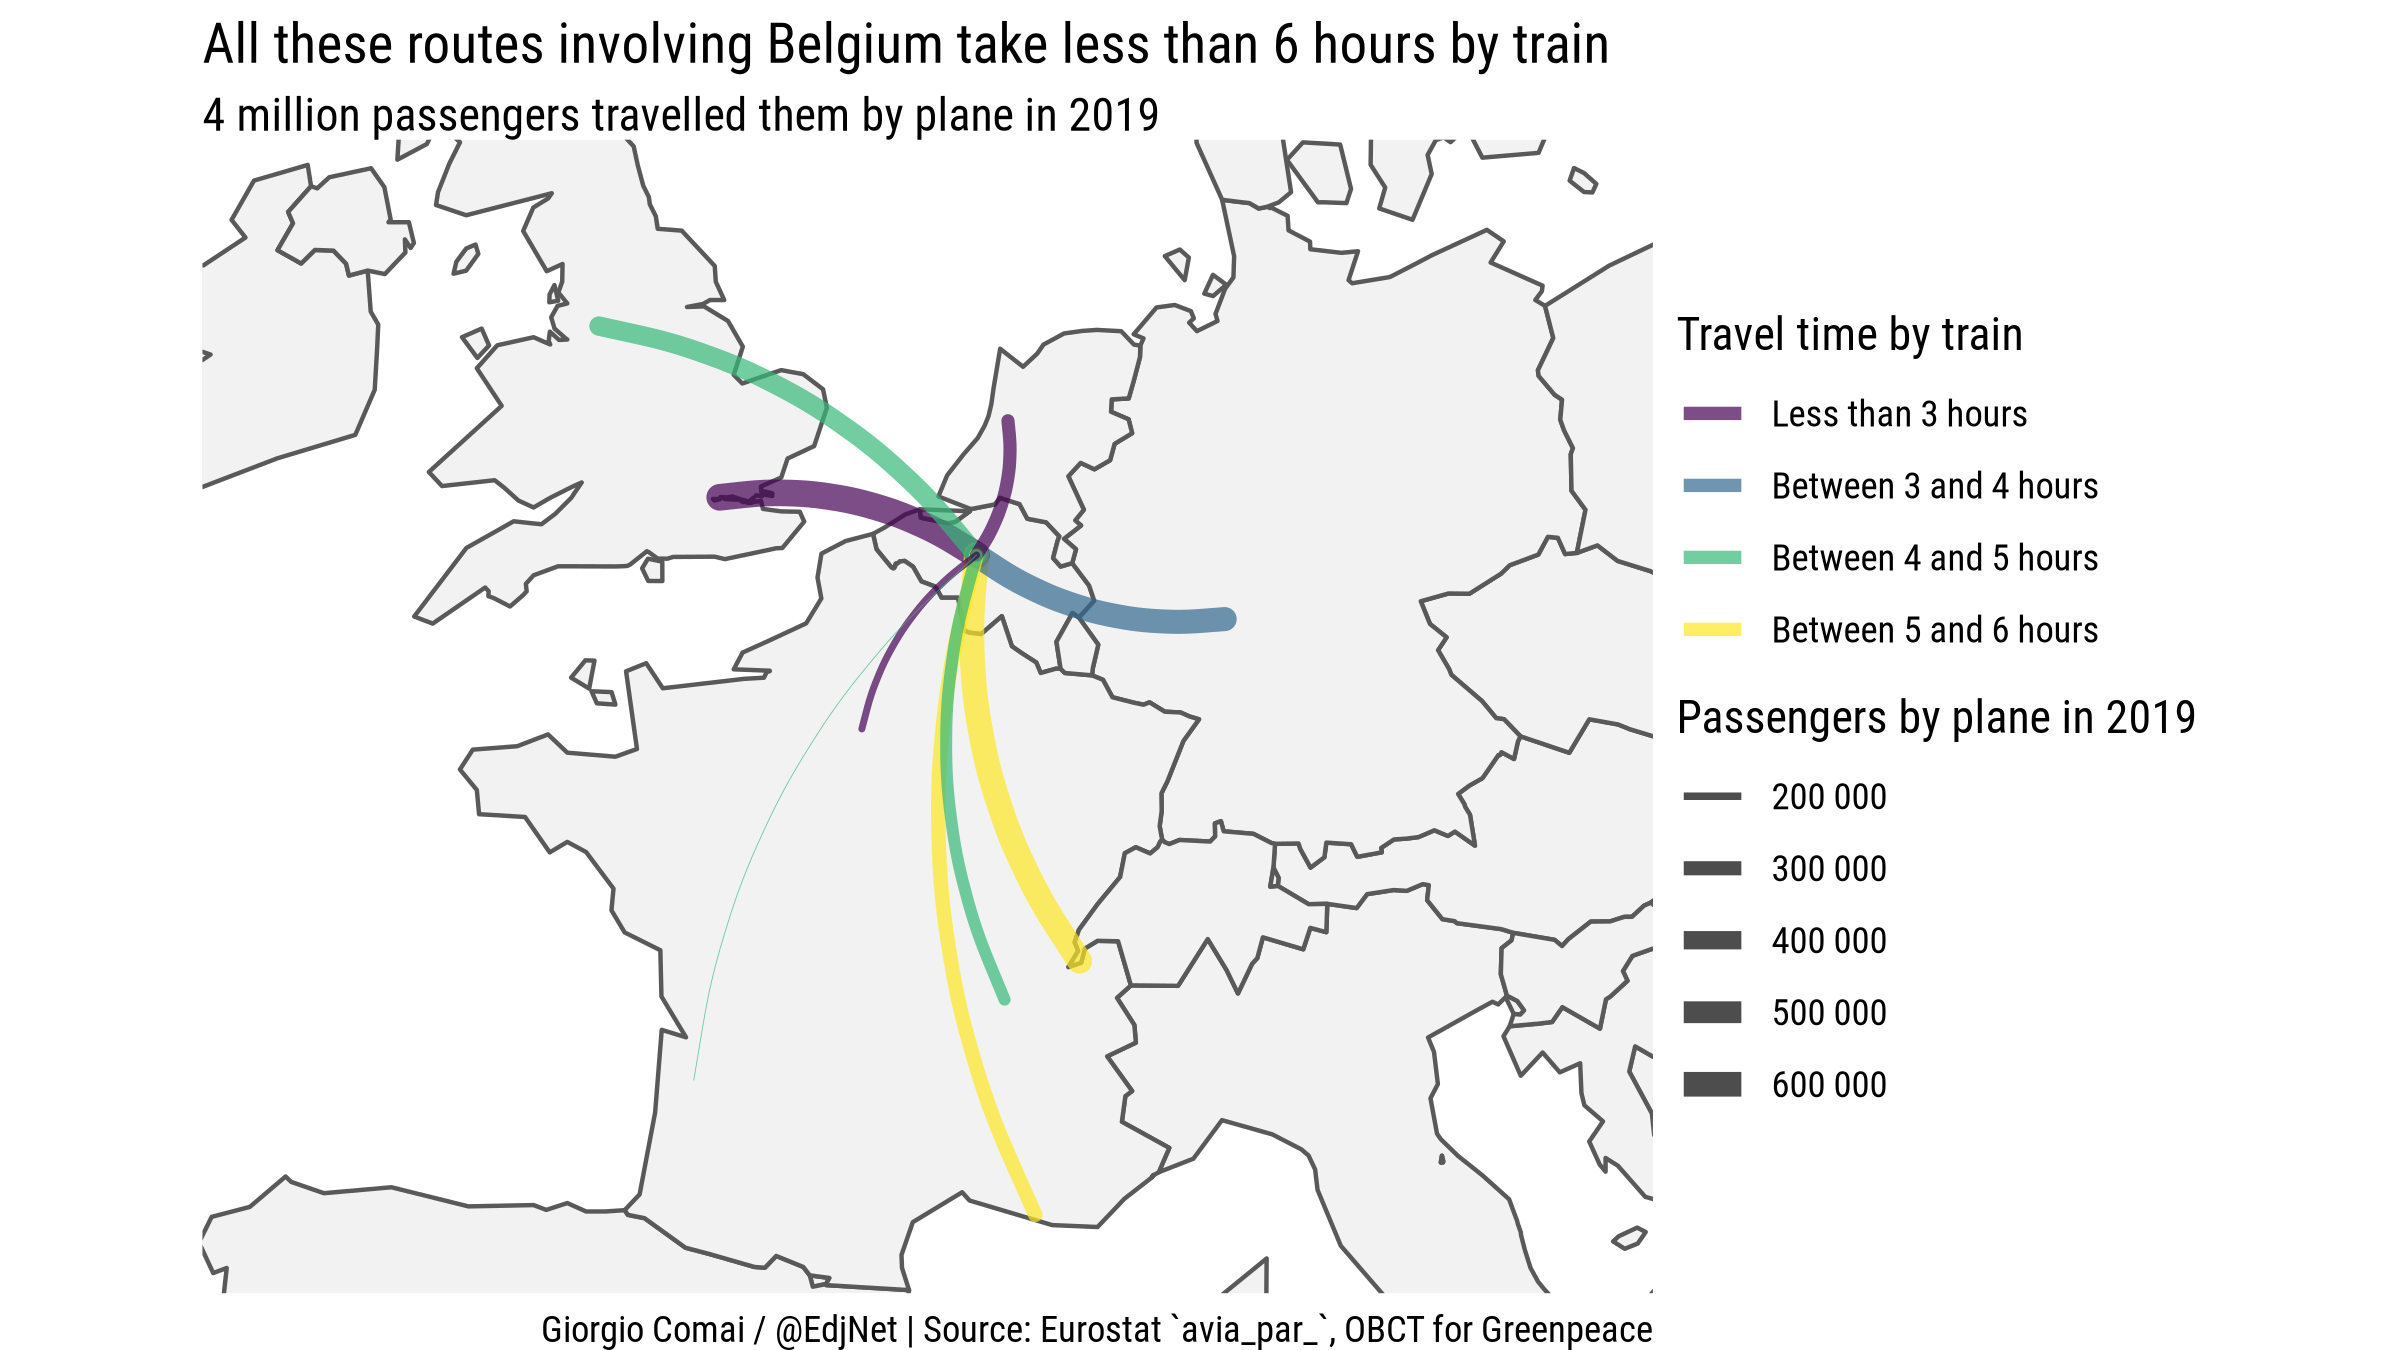 All these routes involving Belgium take less than 6 hours by train
4 million passengers travelled them by plane in 2019
Travel time by train
Less than 3 hours
Between 3 and 4 hours
Between 4 and 5 hours
Between 5 and 6 hours
Passengers by plane in 2019
200 000
300 000
400 000
500 000
600 000
Giorgio Comai / @EdjNet | Source: Eurostat `avia_par_`, OBCT for Greenpeace